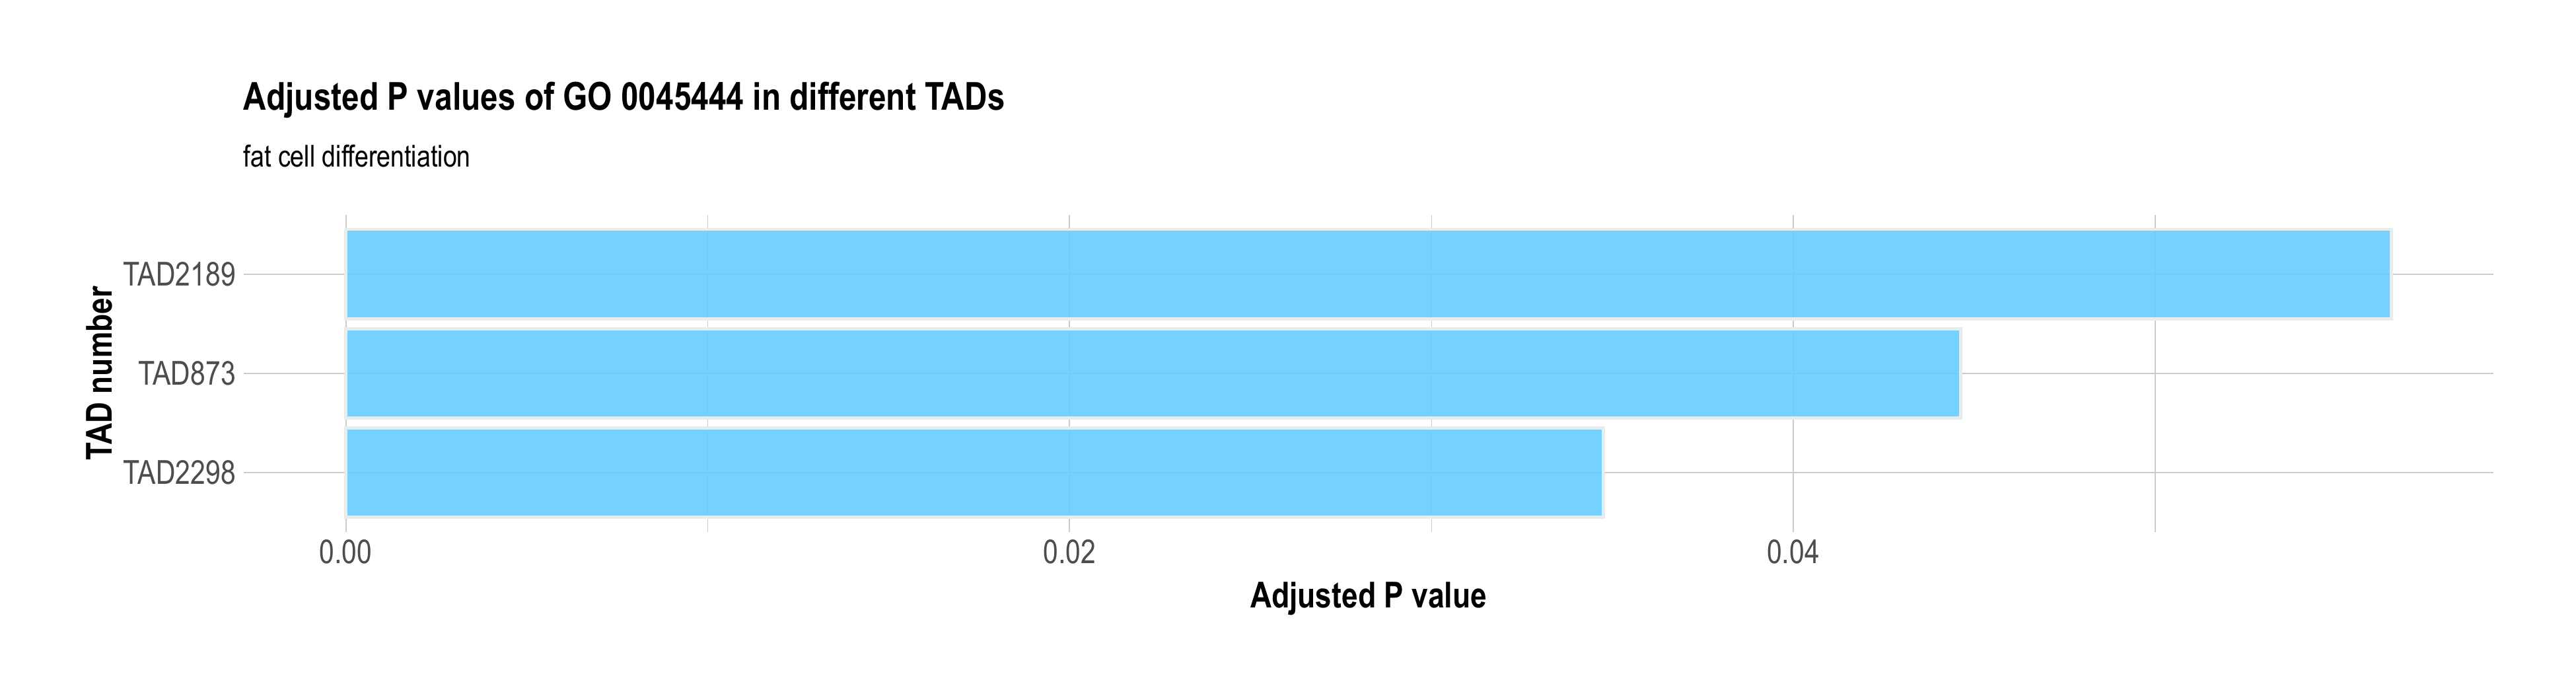 Adjusted P values of GO 0045444 in different TADs
fat cell differentiation
TAD number
TAD2189
TAD873
TAD2298
0.00
0.02
0.04
Adjusted P value